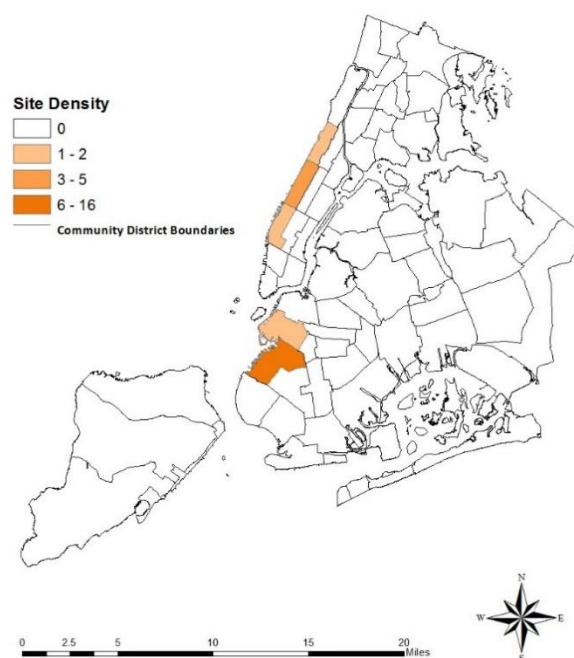 Site Density
0
1 - 2
3 - 5
6 - 16
Community District Boundaries
N
W E
S
0 2.5 5 10 15 20
Miles